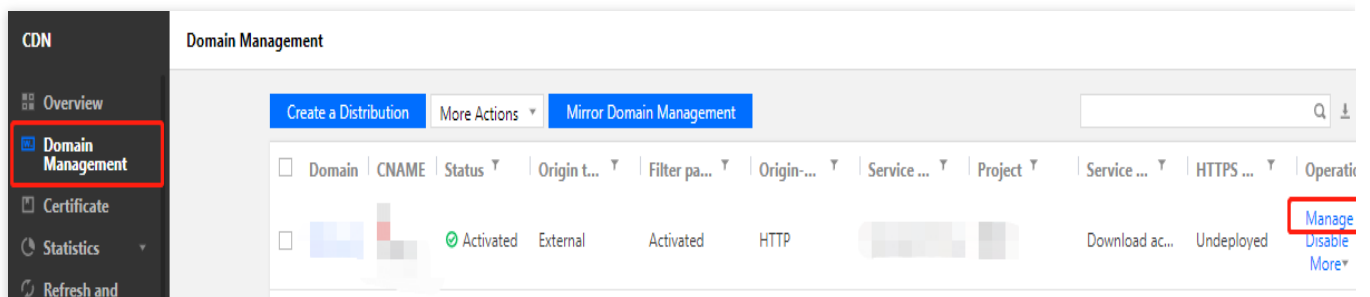 CDN
Domain Management
Overview
Domain
Management
Certificate
Statistics
Refresh and
Create a Distribution
More Actions
Mirror Domain Management
Domain CNAME Status Origin t... Filter pa... Origin-... Service ... Project Service ... HTTPS ... Operatio
Activated External Activated HTTP Download ac... Undeployed Manage
Disable
More